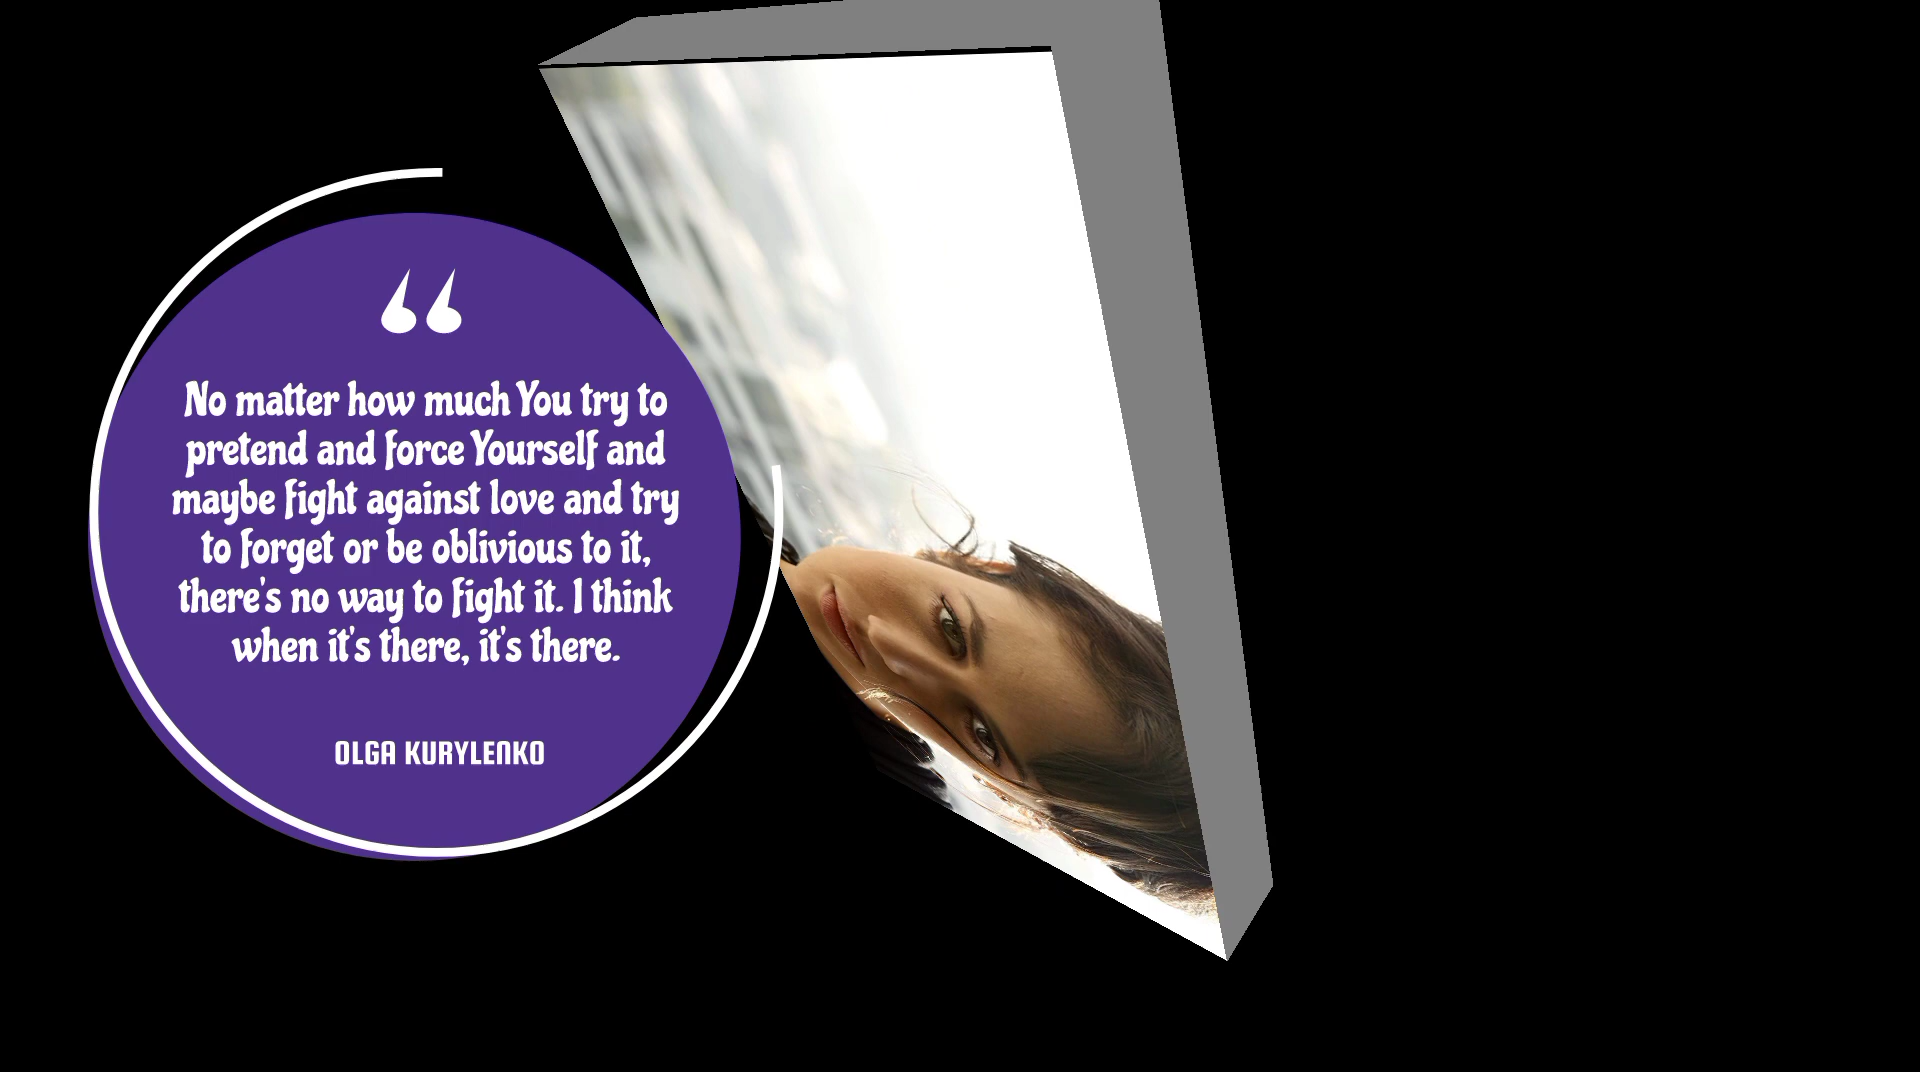 “
No matter how much You try to
pretend and force Yourself and
maybe fight against love and try
to forget or be oblivious to it,
there's no way to fight it. I think
when it's there, it's there.
OLGA KURYLENKO